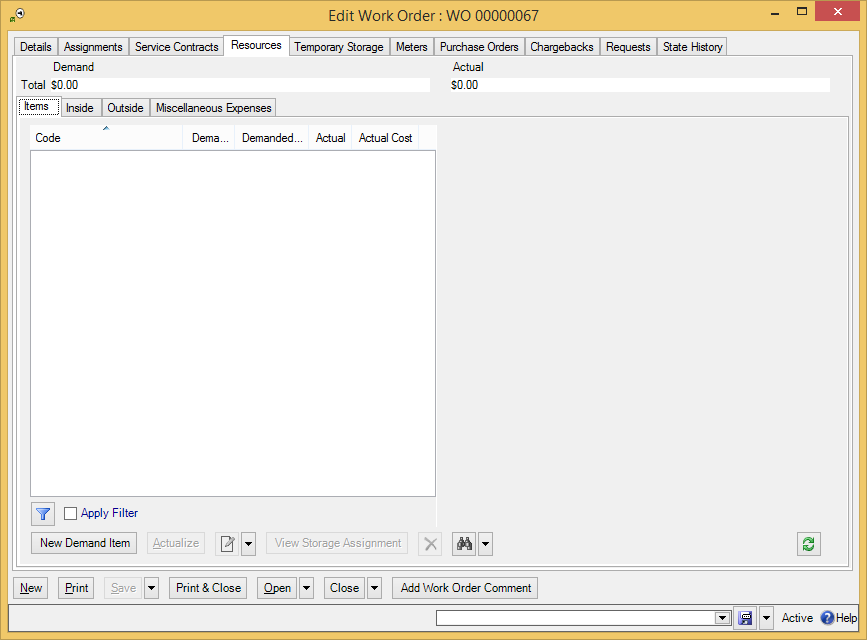 Edit Work Order : WO 00000067
Details Assignments Service Contracts Resources Temporary Storage Meters Purchase Orders Chargebacks Requests State History
Demand Actual
Total $0.00 $0.00
Items Inside Outside Miscellaneous Expenses
Code Dema... Demanded... Actual Actual Cost
Apply Filter
New Demand Item Actualize View Storage Assignment
New Print Save Print & Close Open Close Add Work Order Comment
Active Help